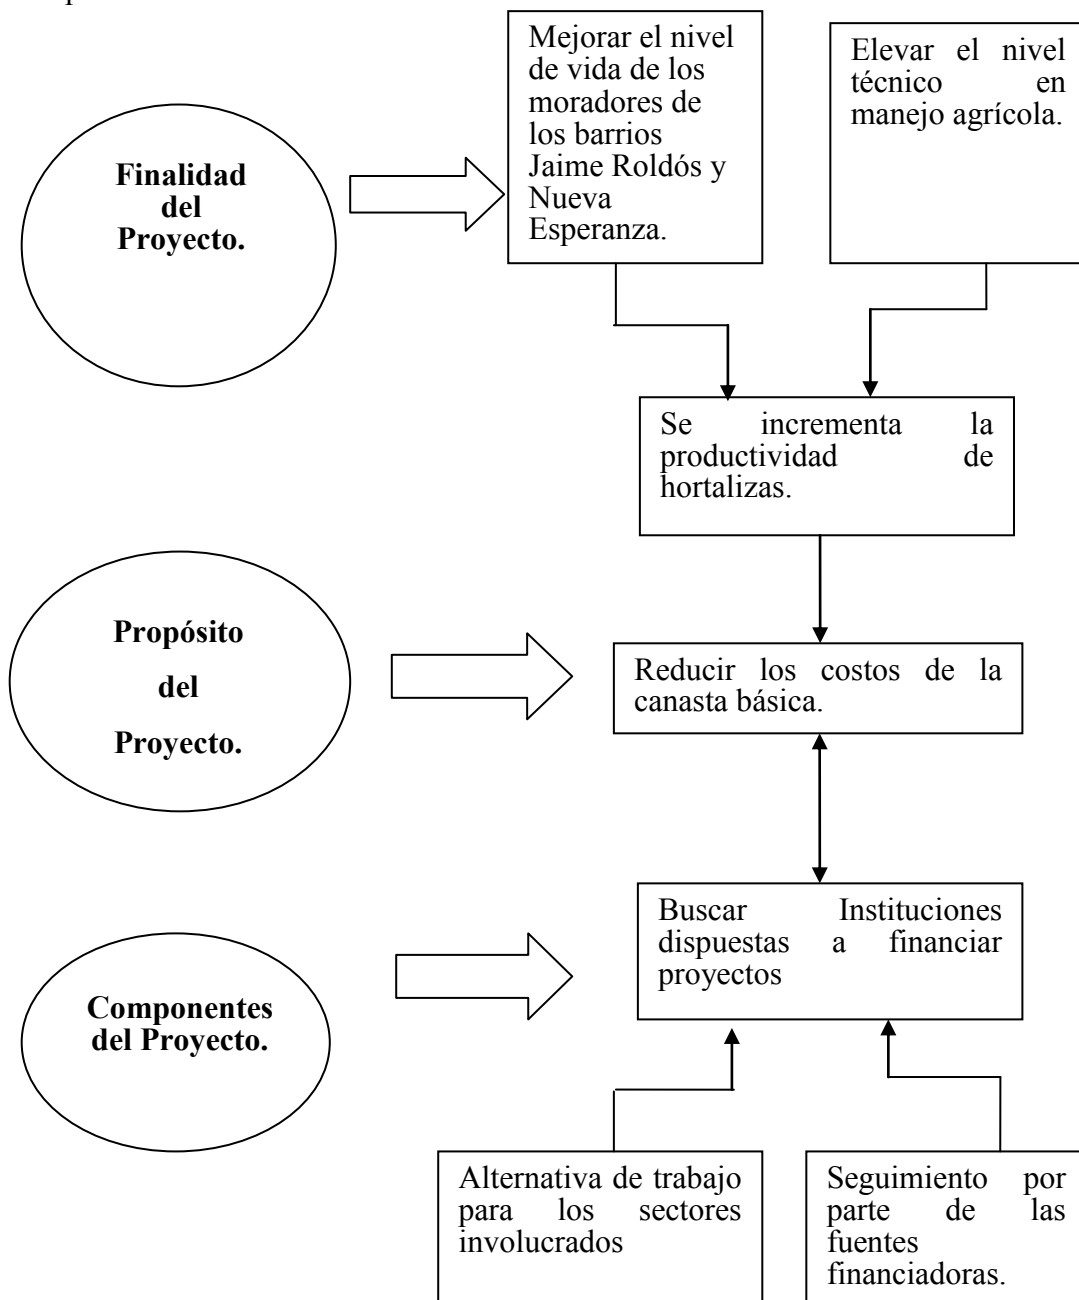 Mejorar el nivel
de vida de los
moradores de
los barrios
Jaime Roldós y
Nueva
Esperanza.
Elevar el nivel
técnico en
manejo agrícola.
Finalidad
del
Proyecto.
Se incrementa la
productividad de
hortalizas.
Propósito
del
Proyecto.
Reducir los costos de la
canasta básica.
Buscar Instituciones
dispuestas a financiar
proyectos
Componentes
del Proyecto.
Alternativa de trabajo
para los sectores
involucrados
Seguimiento por
parte de las
fuentes
financiadoras.